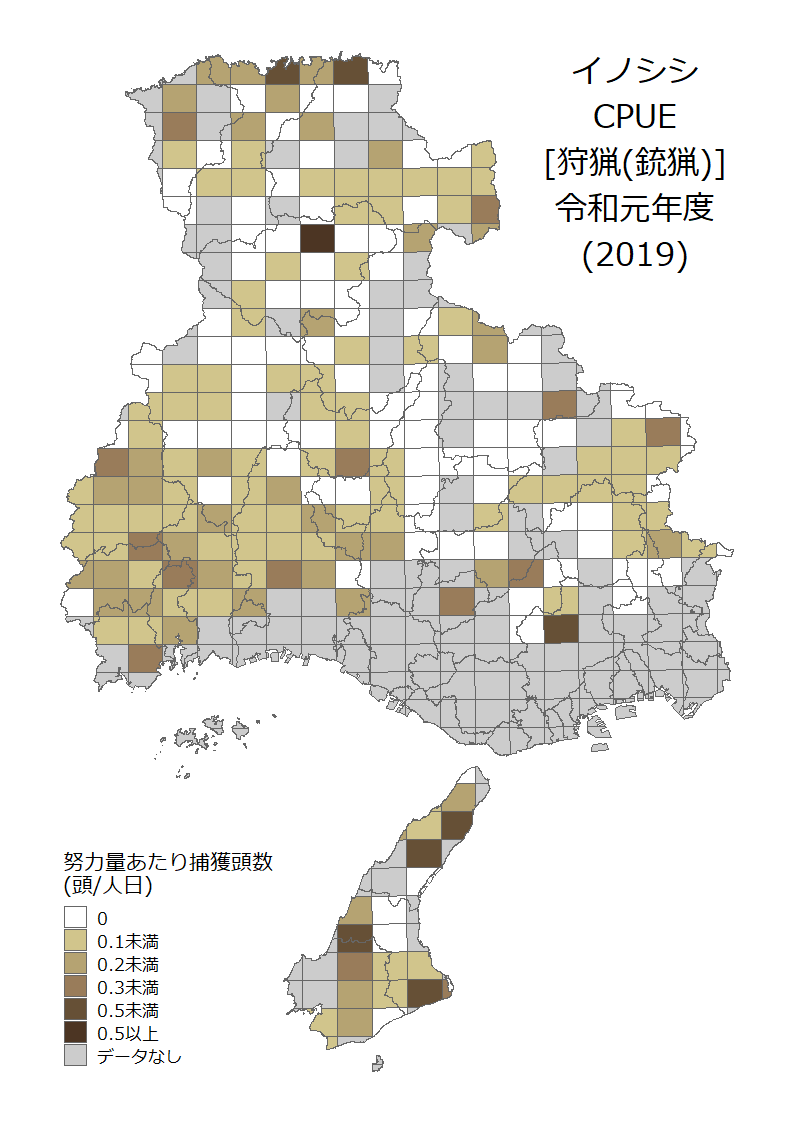 イノシシ
CPUE
[狩猟(銃猟)]
令和元年度
(2019)
努力量あたり捕獲頭数
(頭/人日)
0
0.1未満
0.2未満
0.3未満
0.5未満
0.5以上
データなし